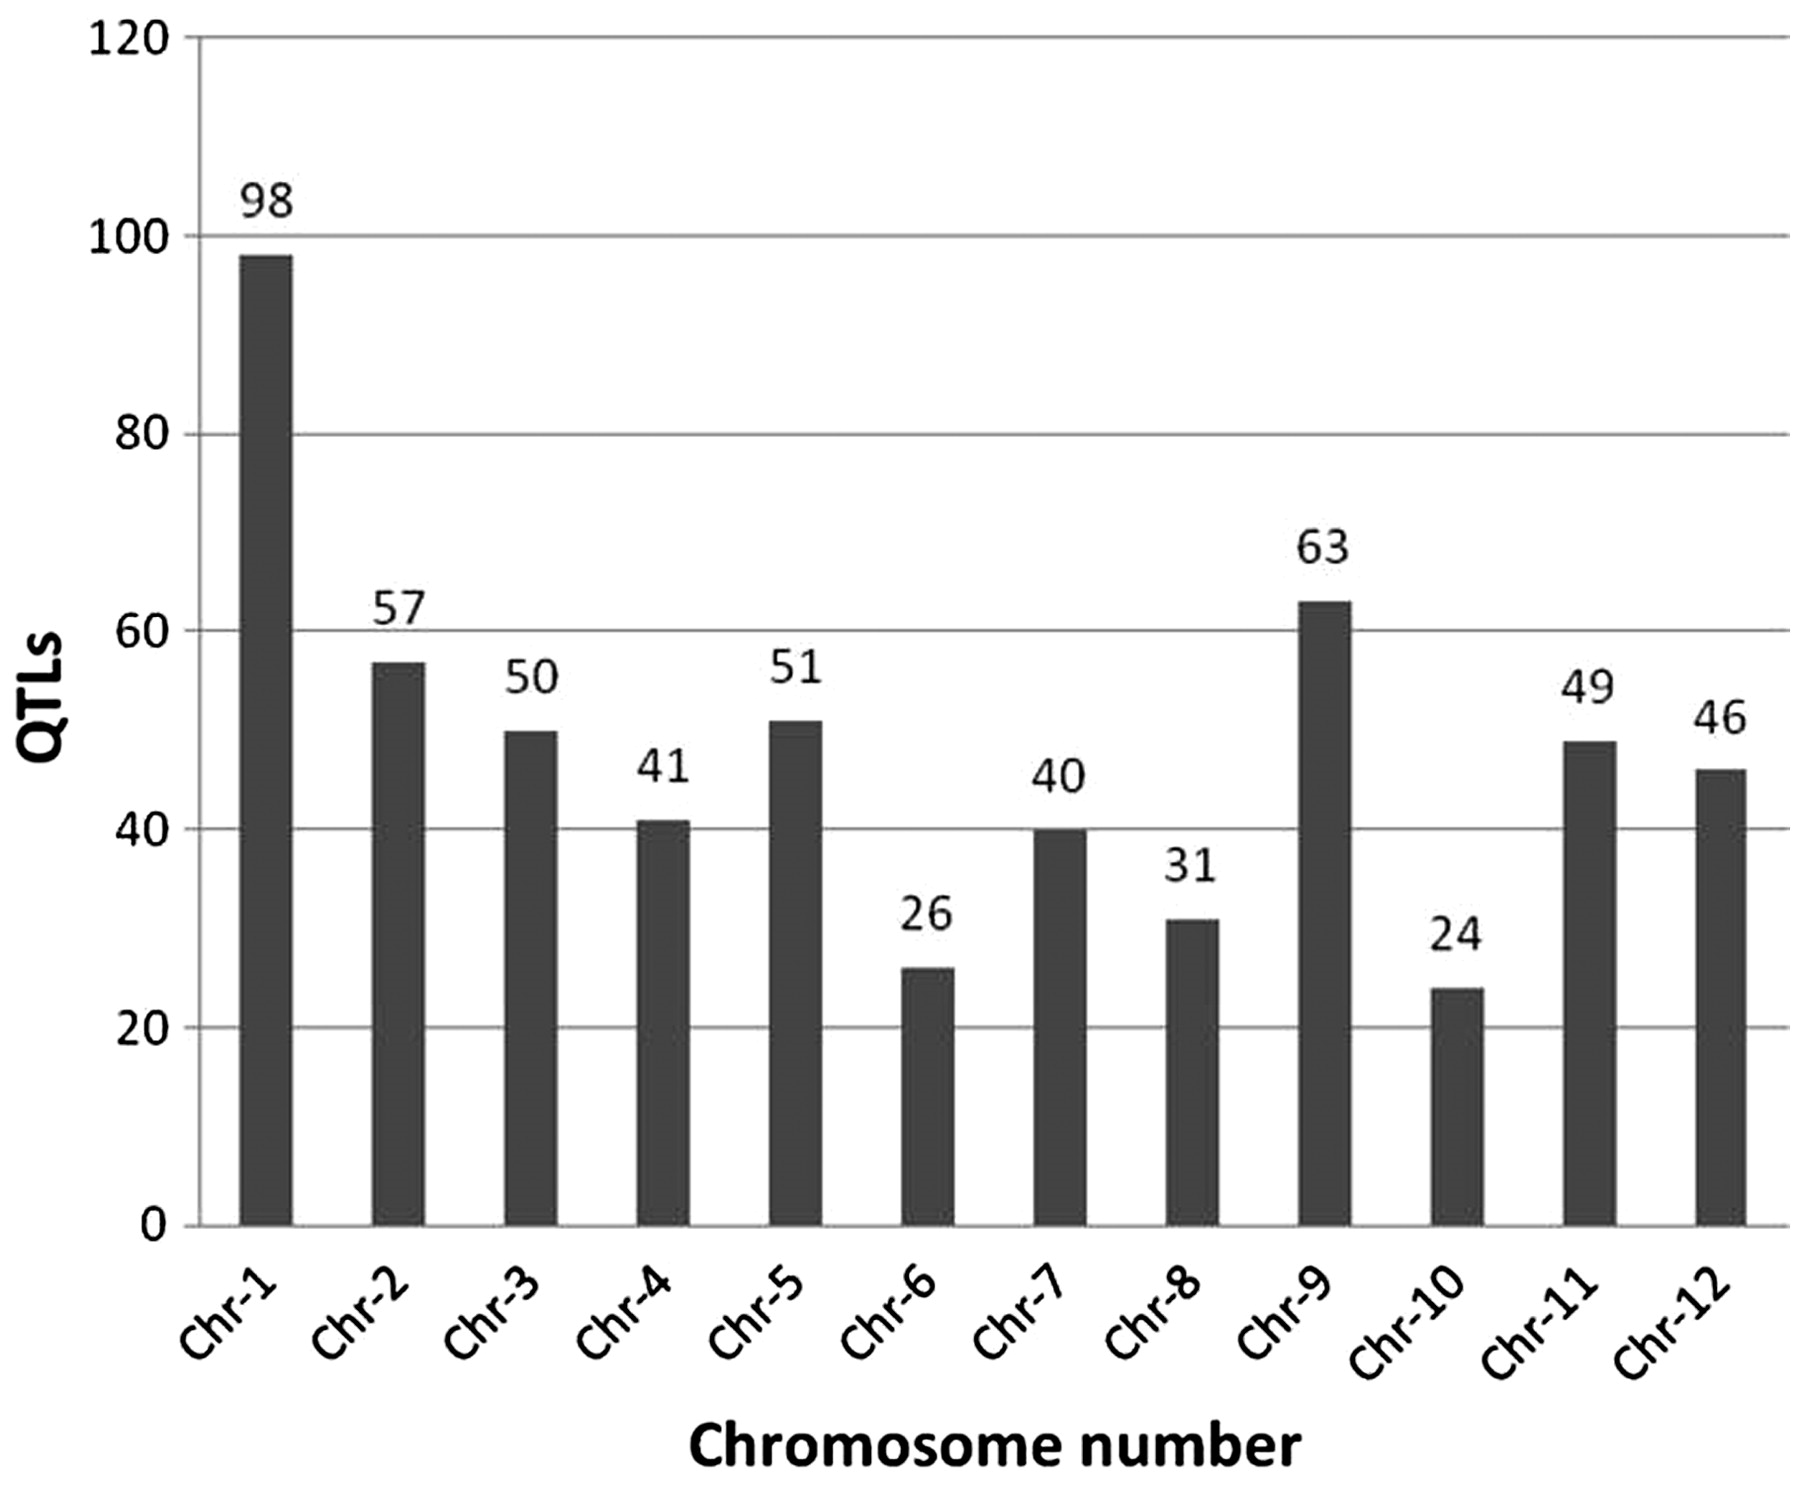 120
100
80
60
40
20
0
QTLs
98
57
50
41
51
26
40
31
63
24
49
46
Chr-1
Chr-2
Chr-3
Chr-4
Chr-5
Chr-6
Chr-7
Chr-8
Chr-9
Chr-10
Chr-11
Chr-12
Chromosome number